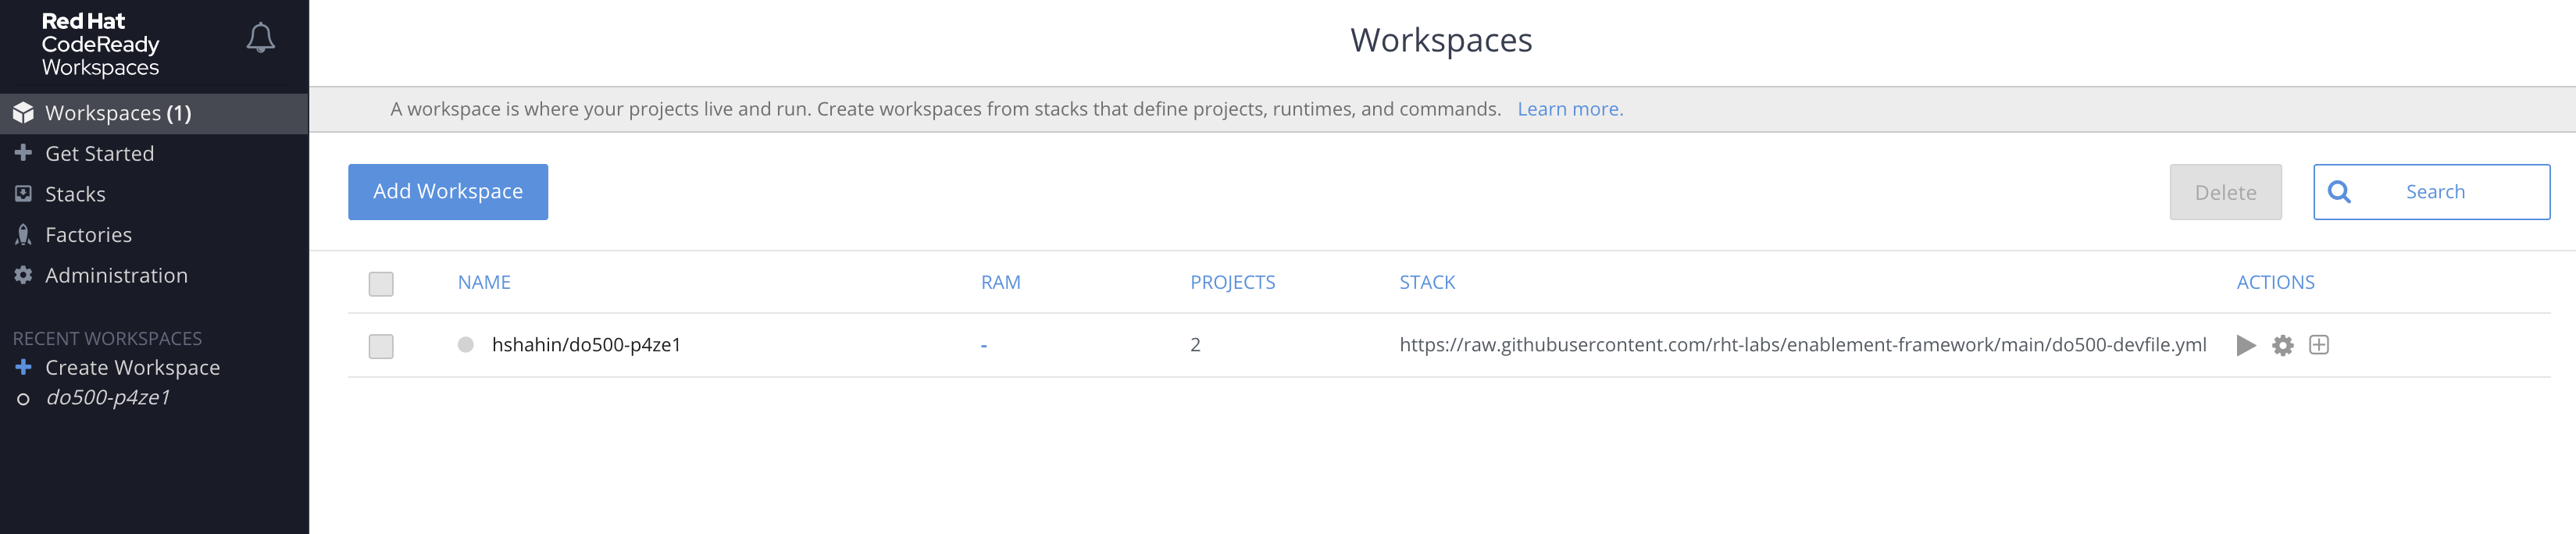 Red Hat
CodeReady
Workspaces
Workspaces (1)
Get Started
Stacks
Factories
Administration
RECENT WORKSPACES
Create Workspace
do500-p4ze1
Workspaces
A workspace is where your projects live and run. Create workspaces from stacks that define projects, runtimes, and commands. Learn more.
Add Workspace
Delete
Search
NAME RAM PROJECTS STACK ACTIONS
hshahin/do500-p4ze1 - 2 https://raw.githubusercontent.com/rht-labs/enablement-framework/main/do500-devfile.yml